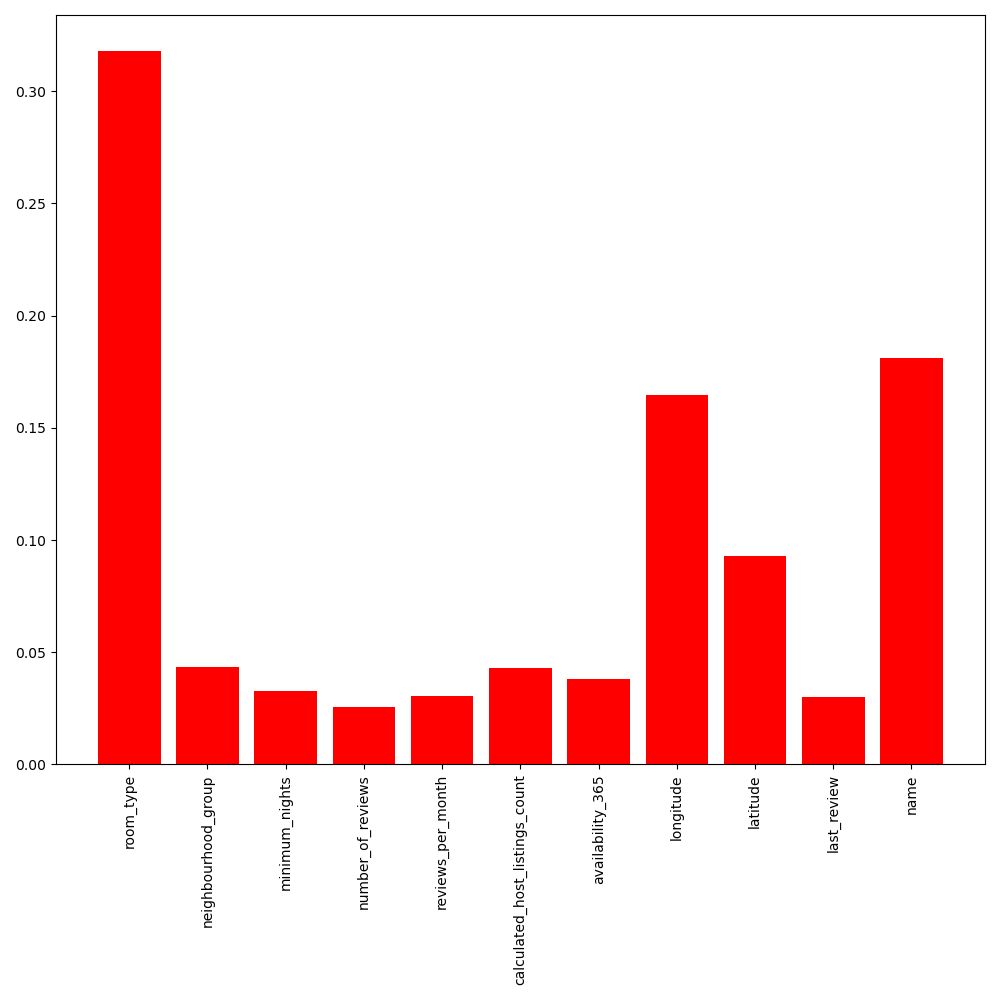 0.30
0.25
0.20
0.15
0.10
0.05
0.00
room_type
neighbourhood_group
minimum_nights
number_of_reviews
reviews_per_month
calculated_host_listings_count
availability_365
longitude
latitude
last_review
name